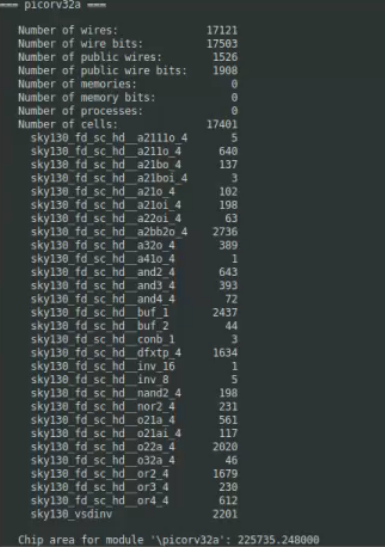 === picorv32a ===
Number of wires: 17121
Number of wire bits: 17503
Number of public wires: 1526
Number of public wire bits: 1908
Number of memories: 0
Number of memory bits: 0
Number of processes: 0
Number of cells: 17401
sky130_fd_sc_hd__a2111o_4 5
sky130_fd_sc_hd__a211o_4 640
sky130_fd_sc_hd__a21bo_4 137
sky130_fd_sc_hd__a21boi_4 3
sky130_fd_sc_hd__a21o_4 102
sky130_fd_sc_hd__a21oi_4 198
sky130_fd_sc_hd__a22oi_4 63
sky130_fd_sc_hd__a2bb2o_4 2736
sky130_fd_sc_hd__a32o_4 389
sky130_fd_sc_hd__a41o_4 1
sky130_fd_sc_hd__and2_4 643
sky130_fd_sc_hd__and3_4 393
sky130_fd_sc_hd__and4_4 72
sky130_fd_sc_hd__buf_1 2437
sky130_fd_sc_hd__buf_2 44
sky130_fd_sc_hd__conb_1 3
sky130_fd_sc_hd__dfxtp_4 1634
sky130_fd_sc_hd__inv_16 1
sky130_fd_sc_hd__inv_8 5
sky130_fd_sc_hd__nand2_4 198
sky130_fd_sc_hd__nor2_4 231
sky130_fd_sc_hd__o21a_4 561
sky130_fd_sc_hd__o21ai_4 117
sky130_fd_sc_hd__o22a_4 2020
sky130_fd_sc_hd__o32a_4 46
sky130_fd_sc_hd__or2_4 1679
sky130_fd_sc_hd__or3_4 230
sky130_fd_sc_hd__or4_4 612
sky130_vsdinv 2201
Chip area for module '\picorv32a': 225735.248000